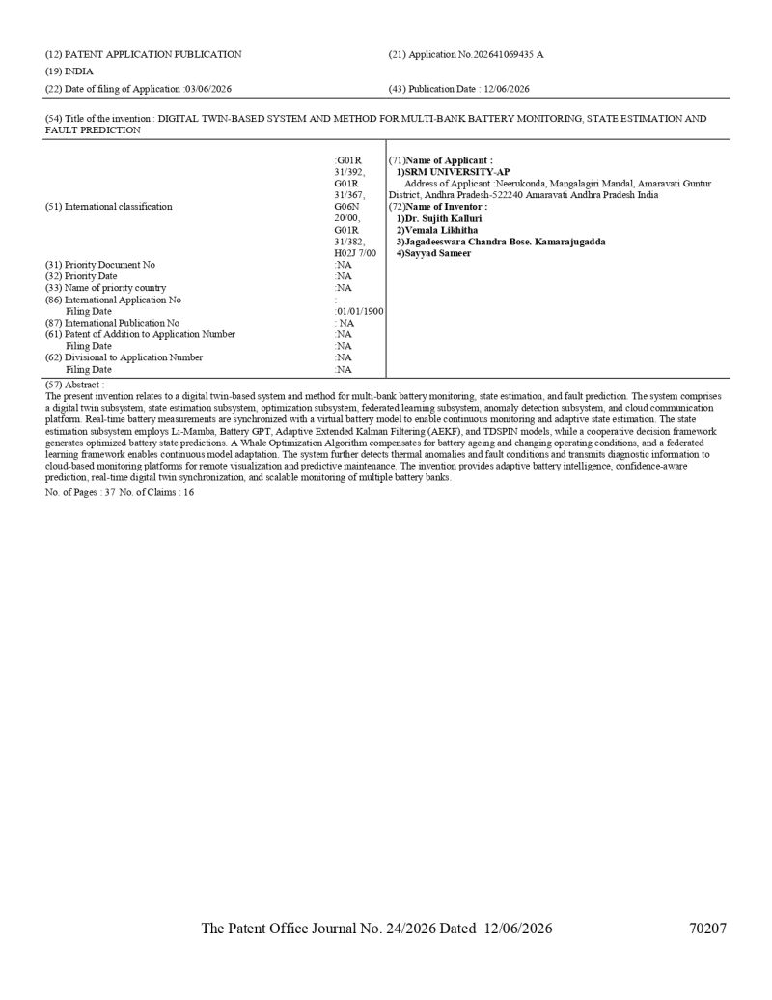 (12) PATENT APPLICATION PUBLICATION
(21) Application No.202641069435 A
(19) INDIA
(22) Date of filing of Application :03/06/2026
(43) Publication Date : 12/06/2026
(54) Title of the invention : DIGITAL TWIN-BASED SYSTEM AND METHOD FOR MULTI-BANK BATTERY MONITORING, STATE ESTIMATION AND
FAULT PREDICTION
(51) International classification
:G01R
31/392,
G01R
31/367,
G06N
20/00,
G01R
31/382,
H02J 7/00
(31) Priority Document No :NA
(32) Priority Date :NA
(33) Name of priority country :NA
(86) International Application No :
Filing Date :01/01/1900
(87) International Publication No : NA
(61) Patent of Addition to Application Number :NA
Filing Date :NA
(62) Divisional to Application Number :NA
Filing Date :NA
(71)Name of Applicant :
1)SRM UNIVERSITY-AP
Address of Applicant :Neerukonda, Mangalagiri Mandal, Amaravati Guntur
District, Andhra Pradesh-522240 Amaravati Andhra Pradesh India
(72)Name of Inventor :
1)Dr. Sujith Kalluri
2)Vemala Likhitha
3)Jagadeeswara Chandra Bose. Kamarajugadda
4)Sayyad Sameer
(57) Abstract :
The present invention relates to a digital twin-based system and method for multi-bank battery monitoring, state estimation, and fault prediction. The system comprises
a digital twin subsystem, state estimation subsystem, optimization subsystem, federated learning subsystem, anomaly detection subsystem, and cloud communication
platform. Real-time battery measurements are synchronized with a virtual battery model to enable continuous monitoring and adaptive state estimation. The state
estimation subsystem employs Li-Mamba, Battery GPT, Adaptive Extended Kalman Filtering (AEKF), and TDSPIN models, while a cooperative decision framework
generates optimized battery state predictions. A Whale Optimization Algorithm compensates for battery ageing and changing operating conditions, and a federated
learning framework enables continuous model adaptation. The system further detects thermal anomalies and fault conditions and transmits diagnostic information to
cloud-based monitoring platforms for remote visualization and predictive maintenance. The invention provides adaptive battery intelligence, confidence-aware
prediction, real-time digital twin synchronization, and scalable monitoring of multiple battery banks.
No. of Pages : 37 No. of Claims : 16
The Patent Office Journal No. 24/2026 Dated 12/06/2026
70207